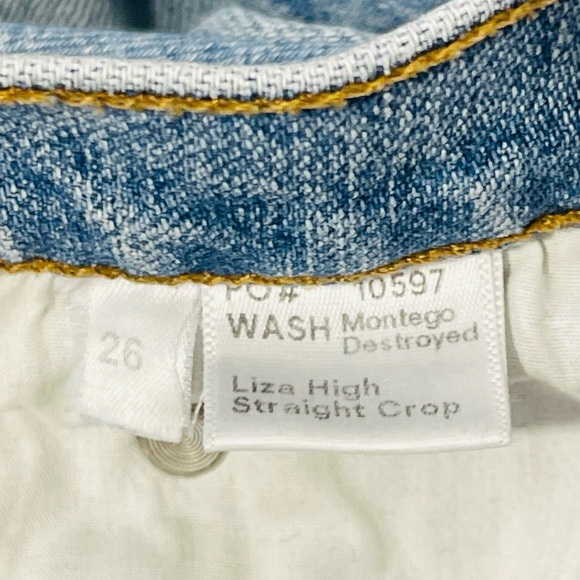 26
PO# 10597
WASH Montego
Destroyed
Liza High
Straight Crop